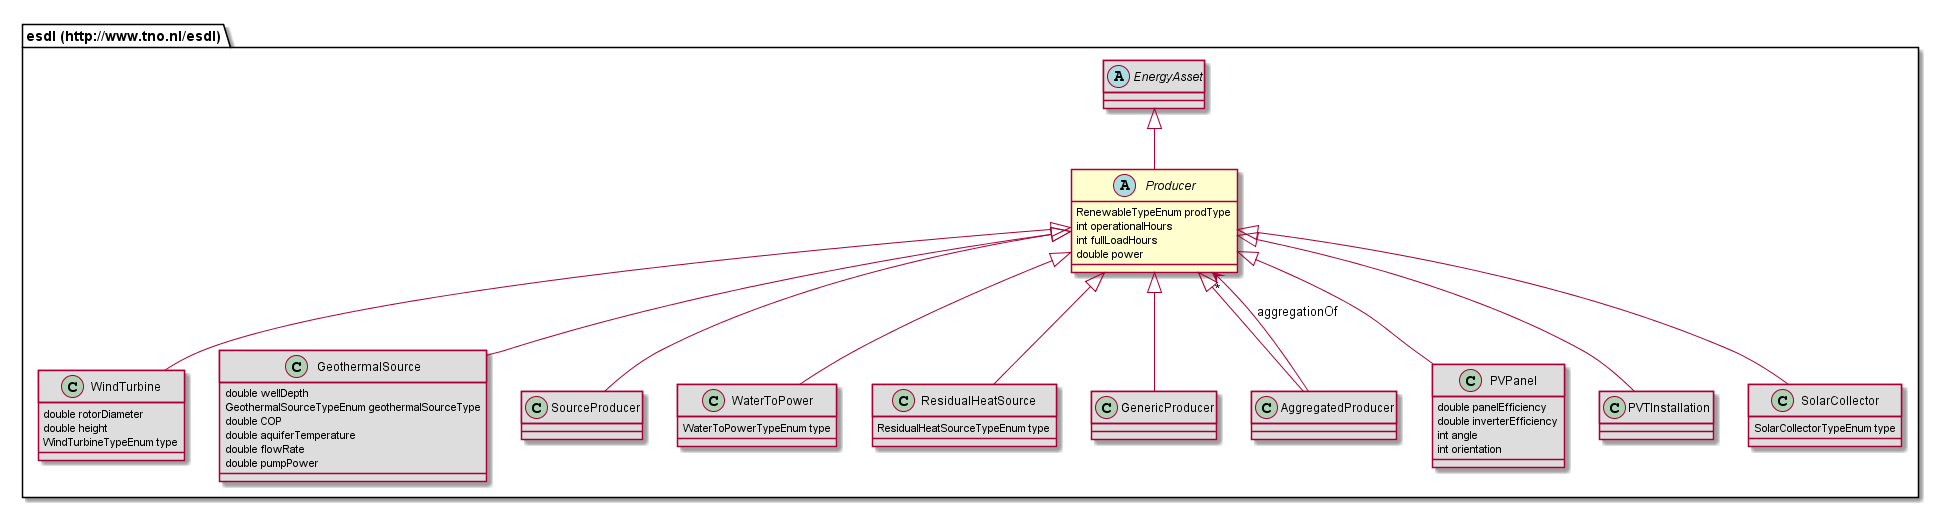 esdl (http://www.tno.nl/esdl)
A EnergyAsset
A Producer
RenewableTypeEnum prodType
int operationalHours
int fullLoadHours
double power
*
aggregationOf
C WindTurbine
double rotorDiameter
double height
WindTurbineTypeEnum type
C GeothermalSource
double wellDepth
GeothermalSourceTypeEnum geothermalSourceType
double COP
double aquiferTemperature
double flowRate
double pumpPower
C SourceProducer
C WaterToPower
WaterToPowerTypeEnum type
C ResidualHeatSource
ResidualHeatSourceTypeEnum type
C GenericProducer
C AggregatedProducer
C PVPanel
double panelEfficiency
double inverterEfficiency
int angle
int orientation
C PVTInstallation
C SolarCollector
SolarCollectorTypeEnum type